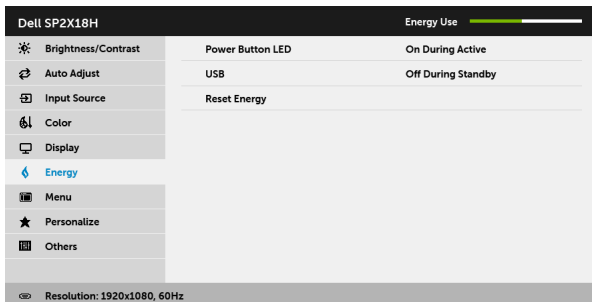 Dell SP2X18H Energy Use
Brightness/Contrast Power Button LED On During Active
Auto Adjust USB Off During Standby
Input Source Reset Energy
Color
Display
Energy
Menu
Personalize
Others
Resolution: 1920x1080, 60Hz